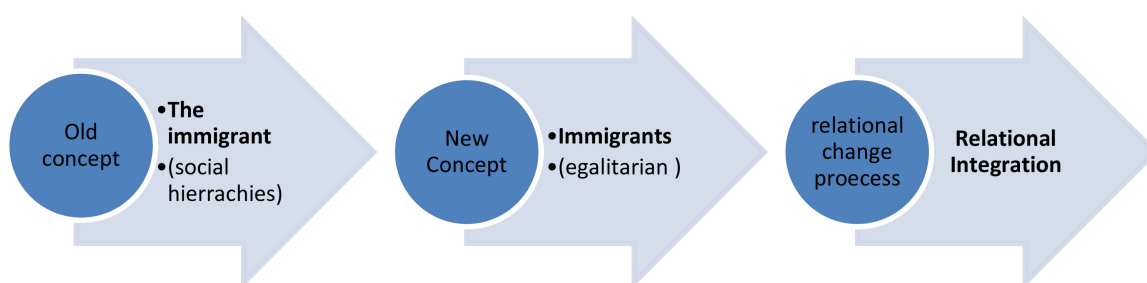 Old
concept
•The
immigrant
•(social
hierrachies)
New
Concept
•Immigrants
•(egalitarian )
relational
change
proecess
Relational
Integration